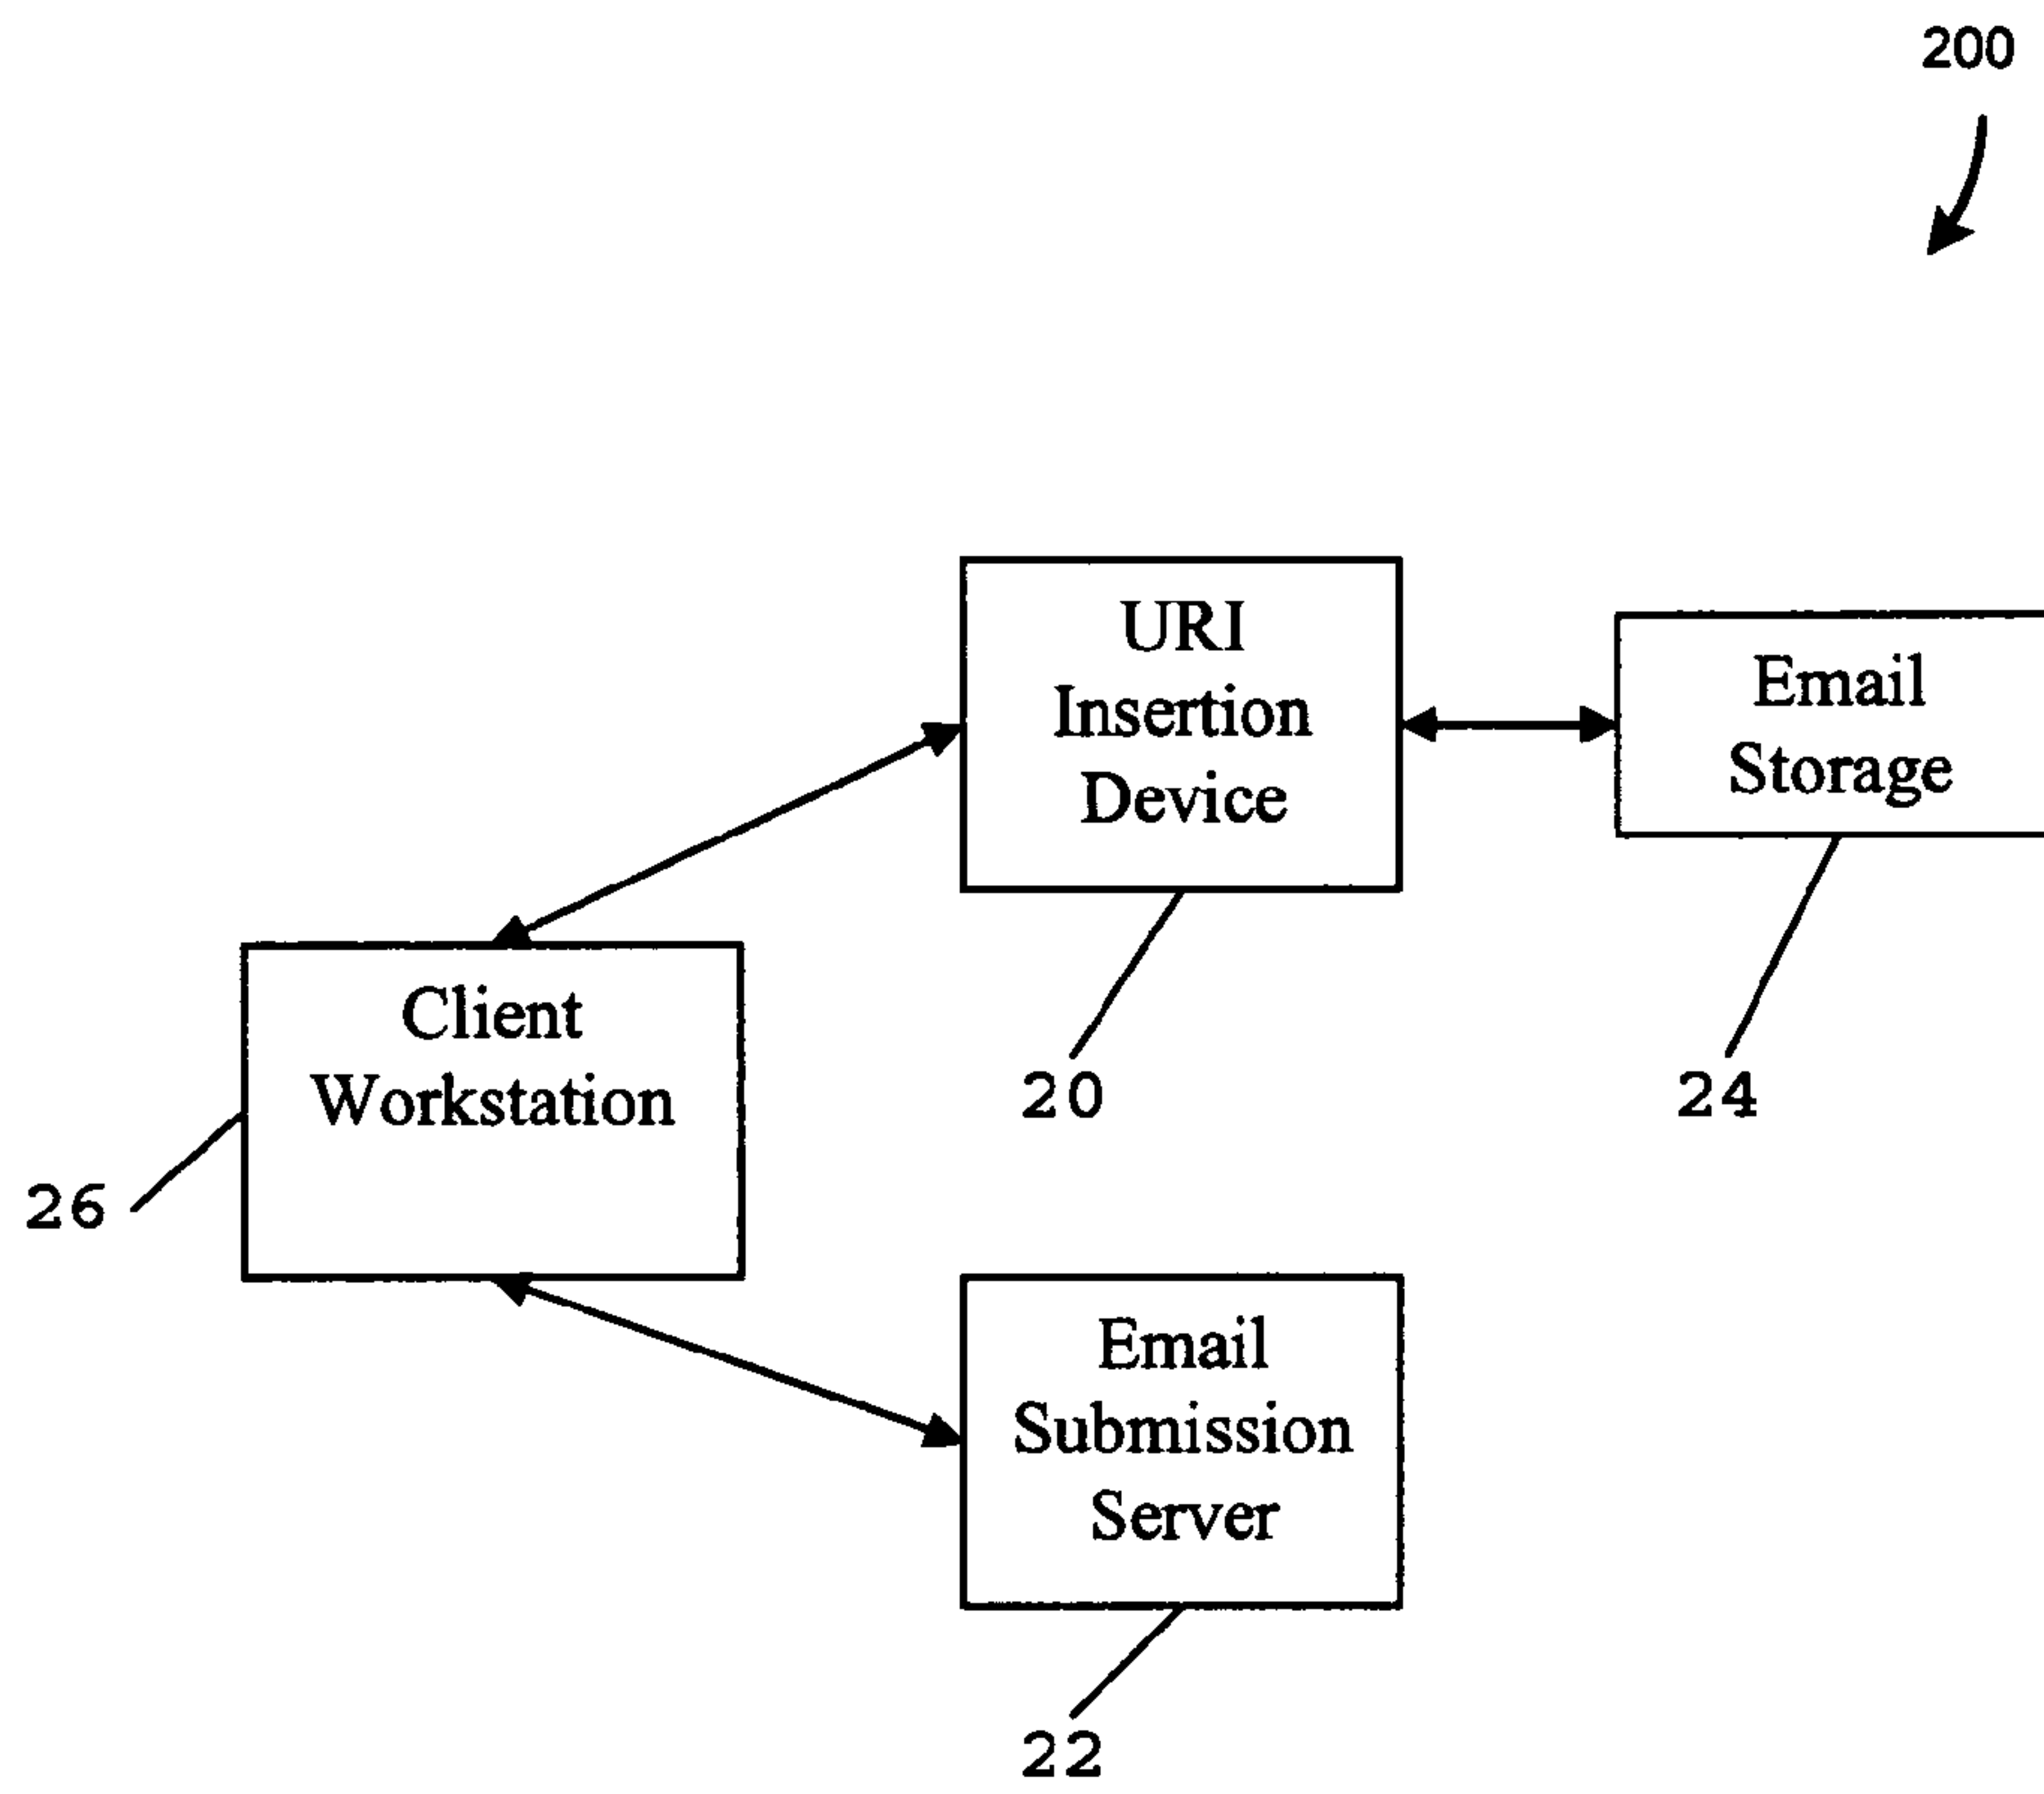 200
URI
Insertion
Device
Email
Storage
Client
Workstation
20
24
26
Email
Submission
Server
22